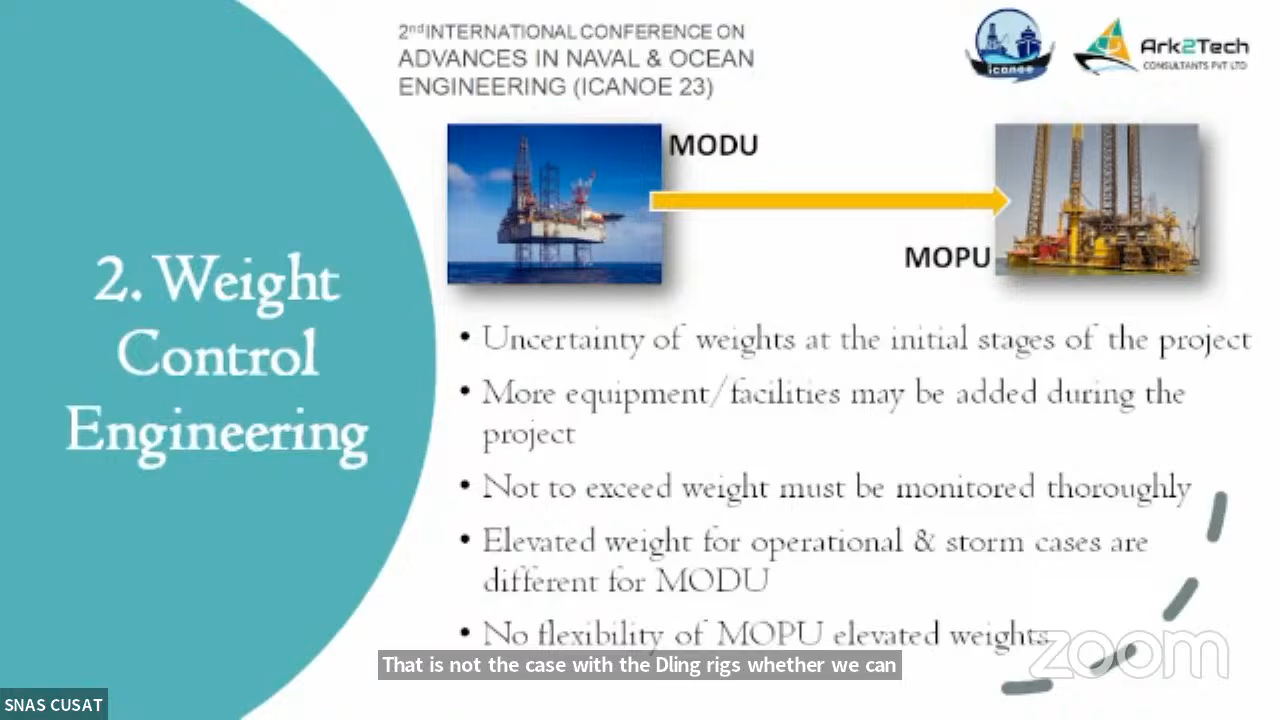 2nd INTERNATIONAL CONFERENCE ON
ADVANCES IN NAVAL & OCEAN
ENGINEERING (ICANOE 23)
icanoe
Ark2Tech
CONSULTANTS PVT LTD
MODU
MOPU
2. Weight
Control
Engineering
• Uncertainty of weights at the initial stages of the project
• More equipment/facilities may be added during the
project
• Not to exceed weight must be monitored thoroughly
• Elevated weight for operational & storm cases are
different for MODU
• No flexibility of MOPU elevated weights
That is not the case with the Dling rigs whether we can
zoom
SNAS CUSAT